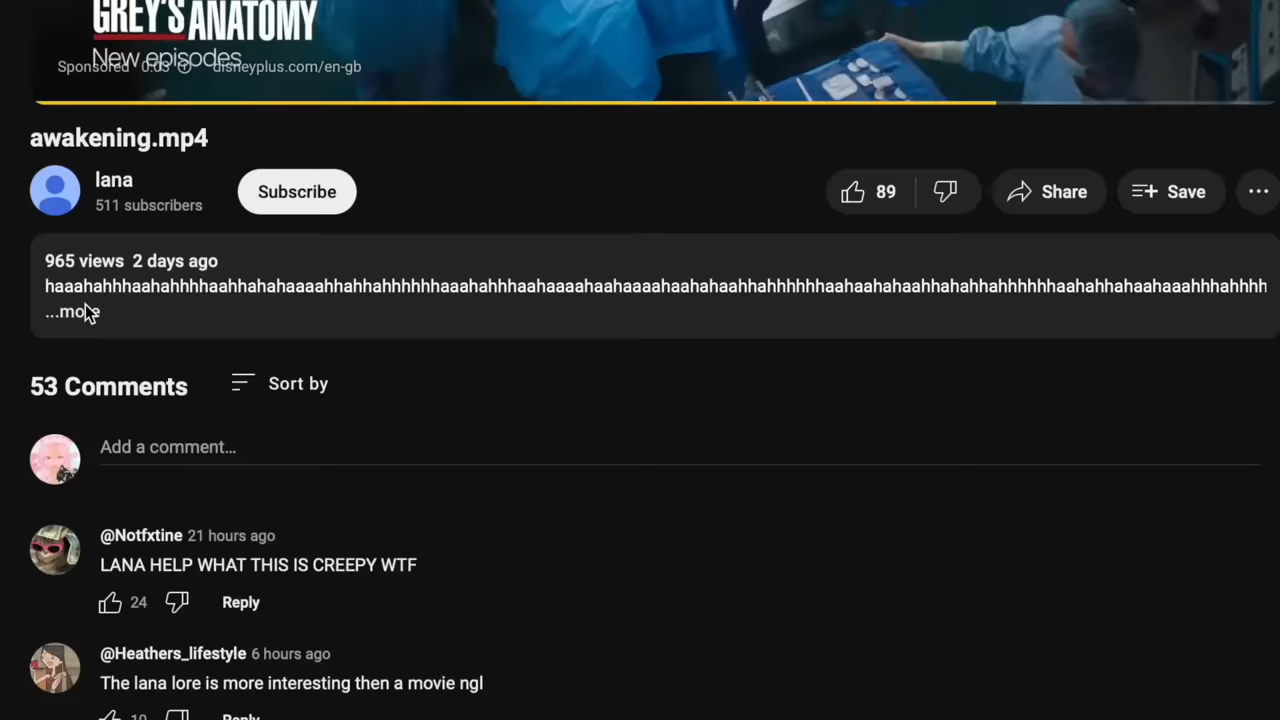 GREY'S ANATOMY
New episodes
Sponsored 0:03 disneyplus.com/en-gb
awakening.mp4
lana
511 subscribers
Subscribe
89
Share
Save
965 views 2 days ago
...more
53 Comments
Sort by
Add a comment...
@Notfxtine 21 hours ago
LANA HELP WHAT THIS IS CREEPY WTF
24
Reply
@Heathers_lifestyle 6 hours ago
The lana lore is more interesting then a movie ngl
10
Reply